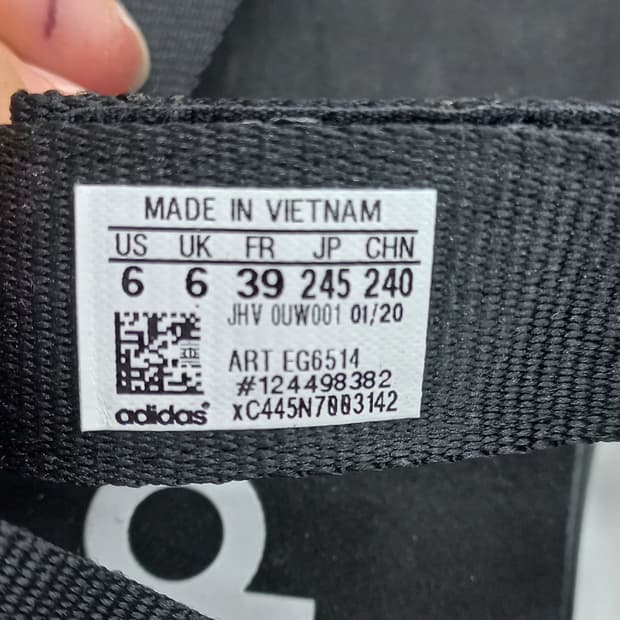 MADE IN VIETNAM
US UK FR JP CHN
6 6 39 245 240
JHV 0UW001 01/20
ART EG6514
#124498382
adidas xC445N7003142